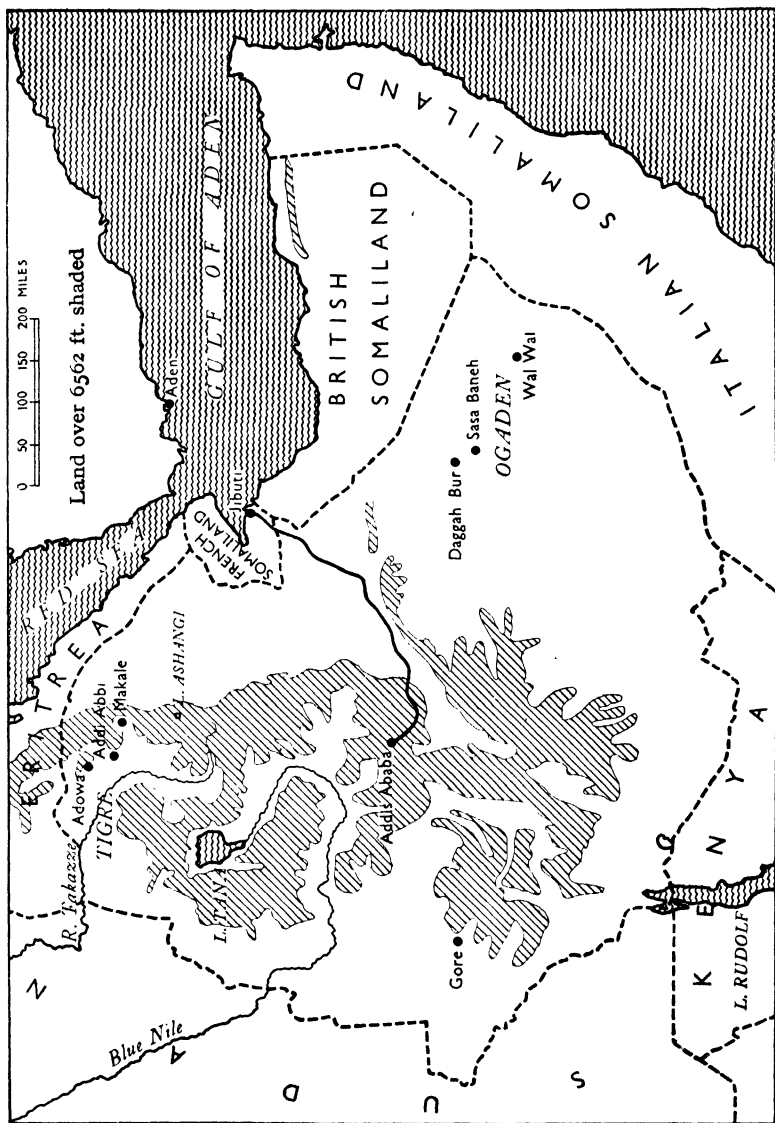 0 50 100 150 200 MILES
Land over 6562 ft. shaded
RED SEA
Aden
GULF OF ADEN
ERITREA
Adowa
Addi Abbi
Makale
TIGRE
R. Takazze
L. ASHANGI
L. TANA
FRENCH
SOMALILAND
Jibuti
BRITISH
SOMALILAND
ITALIAN SOMALILAND
Blue Nile
SUDAN
Addis Ababa
Gore
Daggah Bur
Sasa Baneh
OGADEN
Wal Wal
KENYA
L. RUDOLF